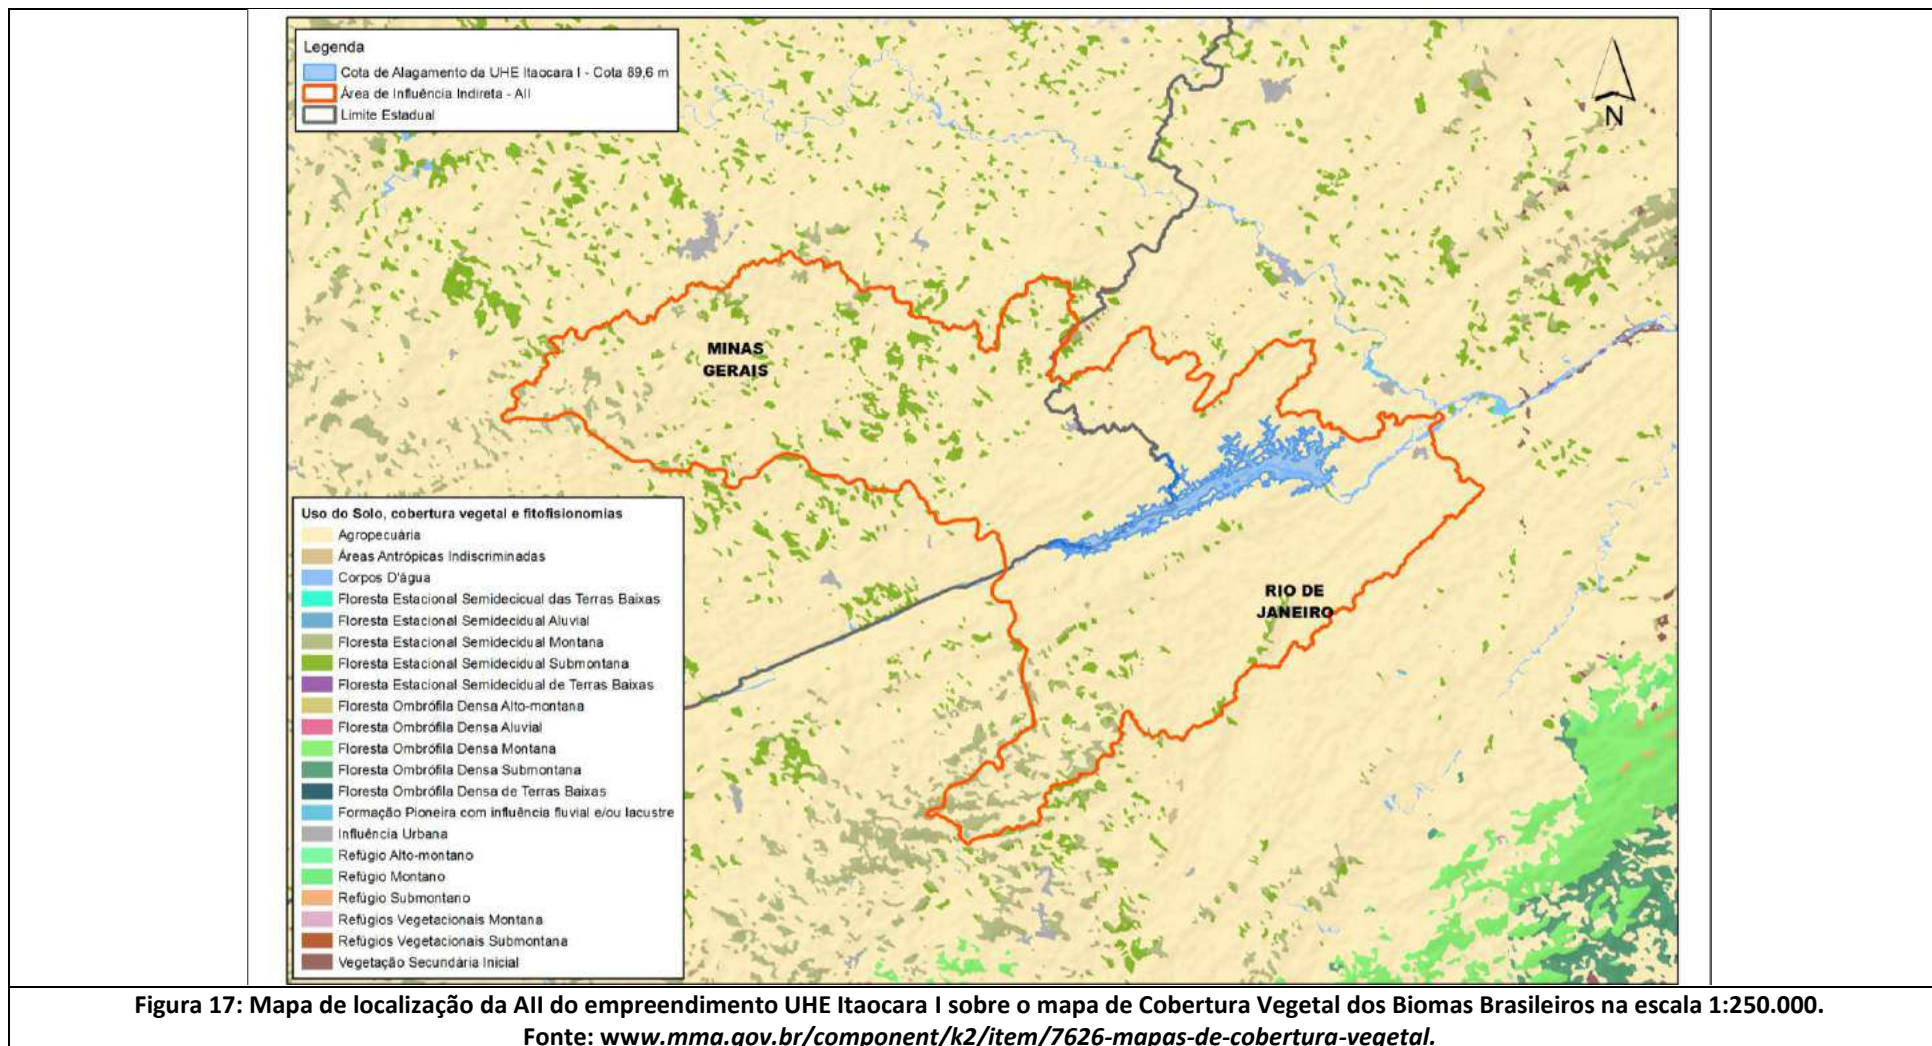 Legenda
Cota de Alagamento da UHE Itaocara I - Cota 89,6 m
Área de Influência Indireta - AII
Limite Estadual
N
MINAS
GERAIS
RIO DE
JANEIRO
Uso do Solo, cobertura vegetal e fitofisionomias
Agropecuária
Áreas Antrópicas Indiscriminadas
Corpos D'água
Floresta Estacional Semidecicual das Terras Baixas
Floresta Estacional Semidecidual Aluvial
Floresta Estacional Semidecidual Montana
Floresta Estacional Semidecidual Submontana
Floresta Estacional Semidecidual de Terras Baixas
Floresta Ombrófila Densa Alto-montana
Floresta Ombrófila Densa Aluvial
Floresta Ombrófila Densa Montana
Floresta Ombrófila Densa Submontana
Floresta Ombrófila Densa de Terras Baixas
Formação Pioneira com influência fluvial e/ou lacustre
Influência Urbana
Refúgio Alto-montano
Refúgio Montano
Refúgio Submontano
Refúgios Vegetacionais Montana
Refúgios Vegetacionais Submontana
Vegetação Secundária Inicial
Figura 17: Mapa de localização da AII do empreendimento UHE Itaocara I sobre o mapa de Cobertura Vegetal dos Biomas Brasileiros na escala 1:250.000.
Fonte: www.mma.gov.br/component/k2/item/7626-mapas-de-cobertura-vegetal.